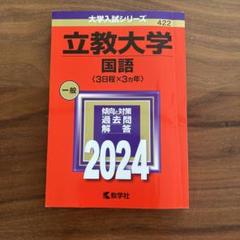 大学入試シリーズ
422
立教大学
国語
〈3日程×3カ年〉
一般
傾向と対策
過去問
解答
2024
数学社